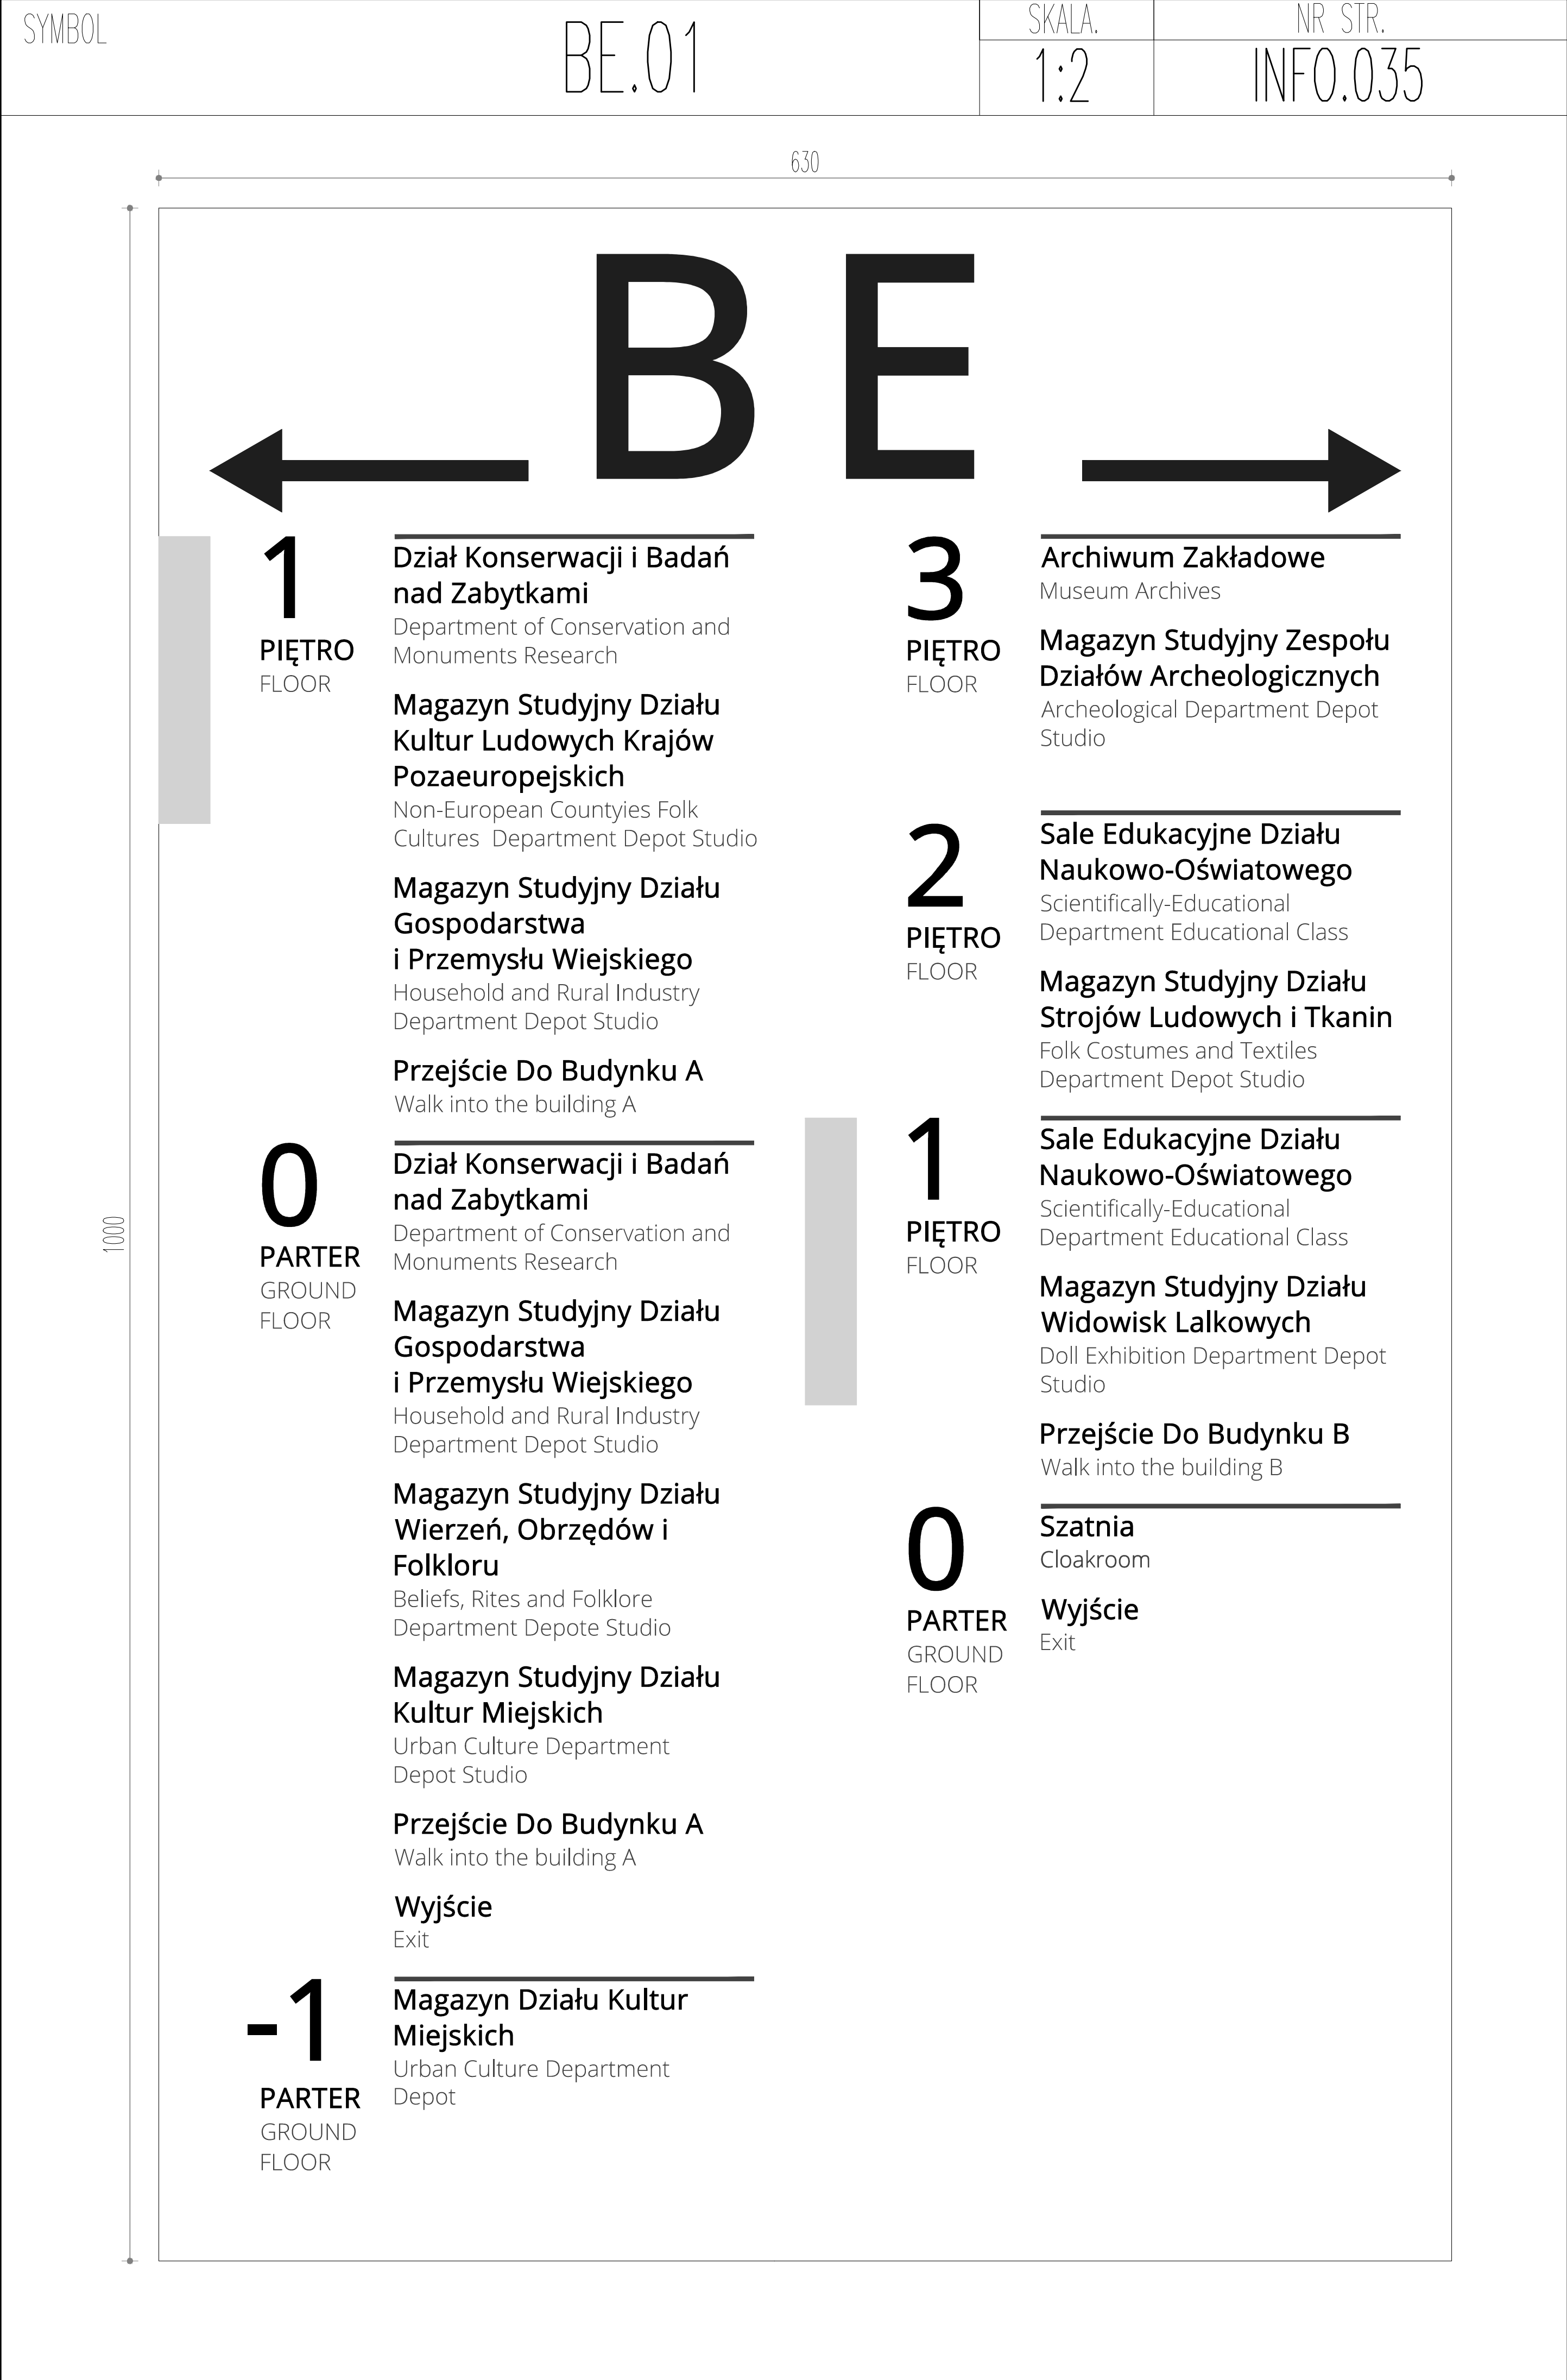 SYMBOL
BE.01
SKALA.
1:2
NR STR.
INFO.035
630
1000
B E
1
PIĘTRO
FLOOR
Dział Konserwacji i Badań
nad Zabytkami
Department of Conservation and
Monuments Research
Magazyn Studyjny Działu
Kultur Ludowych Krajów
Pozaeuropejskich
Non-European Countyies Folk
Cultures Department Depot Studio
Magazyn Studyjny Działu
Gospodarstwa
i Przemysłu Wiejskiego
Household and Rural Industry
Department Depot Studio
Przejście Do Budynku A
Walk into the building A
0
PARTER
GROUND
FLOOR
Dział Konserwacji i Badań
nad Zabytkami
Department of Conservation and
Monuments Research
Magazyn Studyjny Działu
Gospodarstwa
i Przemysłu Wiejskiego
Household and Rural Industry
Department Depot Studio
Magazyn Studyjny Działu
Wierzeń, Obrzędów i
Folkloru
Beliefs, Rites and Folklore
Department Depote Studio
Magazyn Studyjny Działu
Kultur Miejskich
Urban Culture Department
Depot Studio
Przejście Do Budynku A
Walk into the building A
Wyjście
Exit
-1
PARTER
GROUND
FLOOR
Magazyn Działu Kultur
Miejskich
Urban Culture Department
Depot
3
PIĘTRO
FLOOR
Archiwum Zakładowe
Museum Archives
Magazyn Studyjny Zespołu
Działów Archeologicznych
Archeological Department Depot
Studio
2
PIĘTRO
FLOOR
Sale Edukacyjne Działu
Naukowo-Oświatowego
Scientifically-Educational
Department Educational Class
Magazyn Studyjny Działu
Strojów Ludowych i Tkanin
Folk Costumes and Textiles
Department Depot Studio
1
PIĘTRO
FLOOR
Sale Edukacyjne Działu
Naukowo-Oświatowego
Scientifically-Educational
Department Educational Class
Magazyn Studyjny Działu
Widowisk Lalkowych
Doll Exhibition Department Depot
Studio
Przejście Do Budynku B
Walk into the building B
0
PARTER
GROUND
FLOOR
Szatnia
Cloakroom
Wyjście
Exit